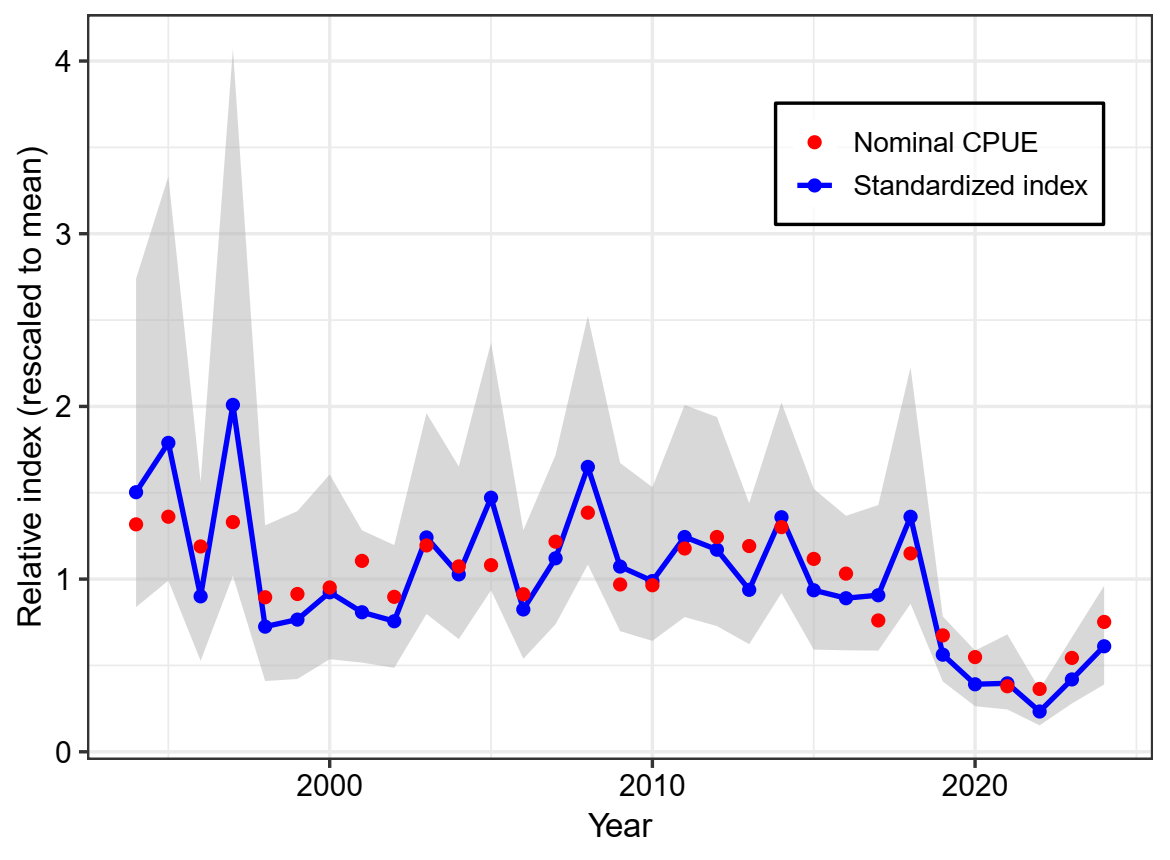 4
3
2
1
0
Relative index (rescaled to mean)
Nominal CPUE
Standardized index
2000
2010
2020
Year